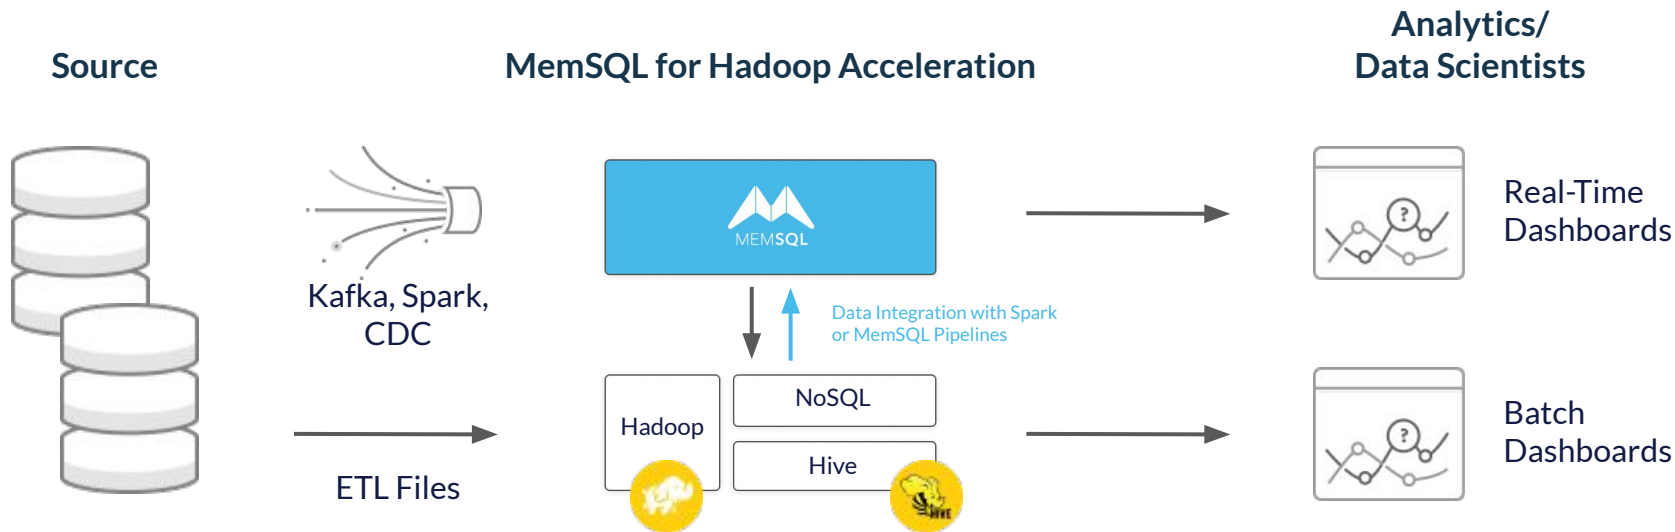 Source
MemSQL for Hadoop Acceleration
Analytics/
Data Scientists
Kafka, Spark,
CDC
MEMSQL
?
Real-Time
Dashboards
Data Integration with Spark
or MemSQL Pipelines
ETL Files
Hadoop
NoSQL
Hive
HIVE
?
Batch
Dashboards